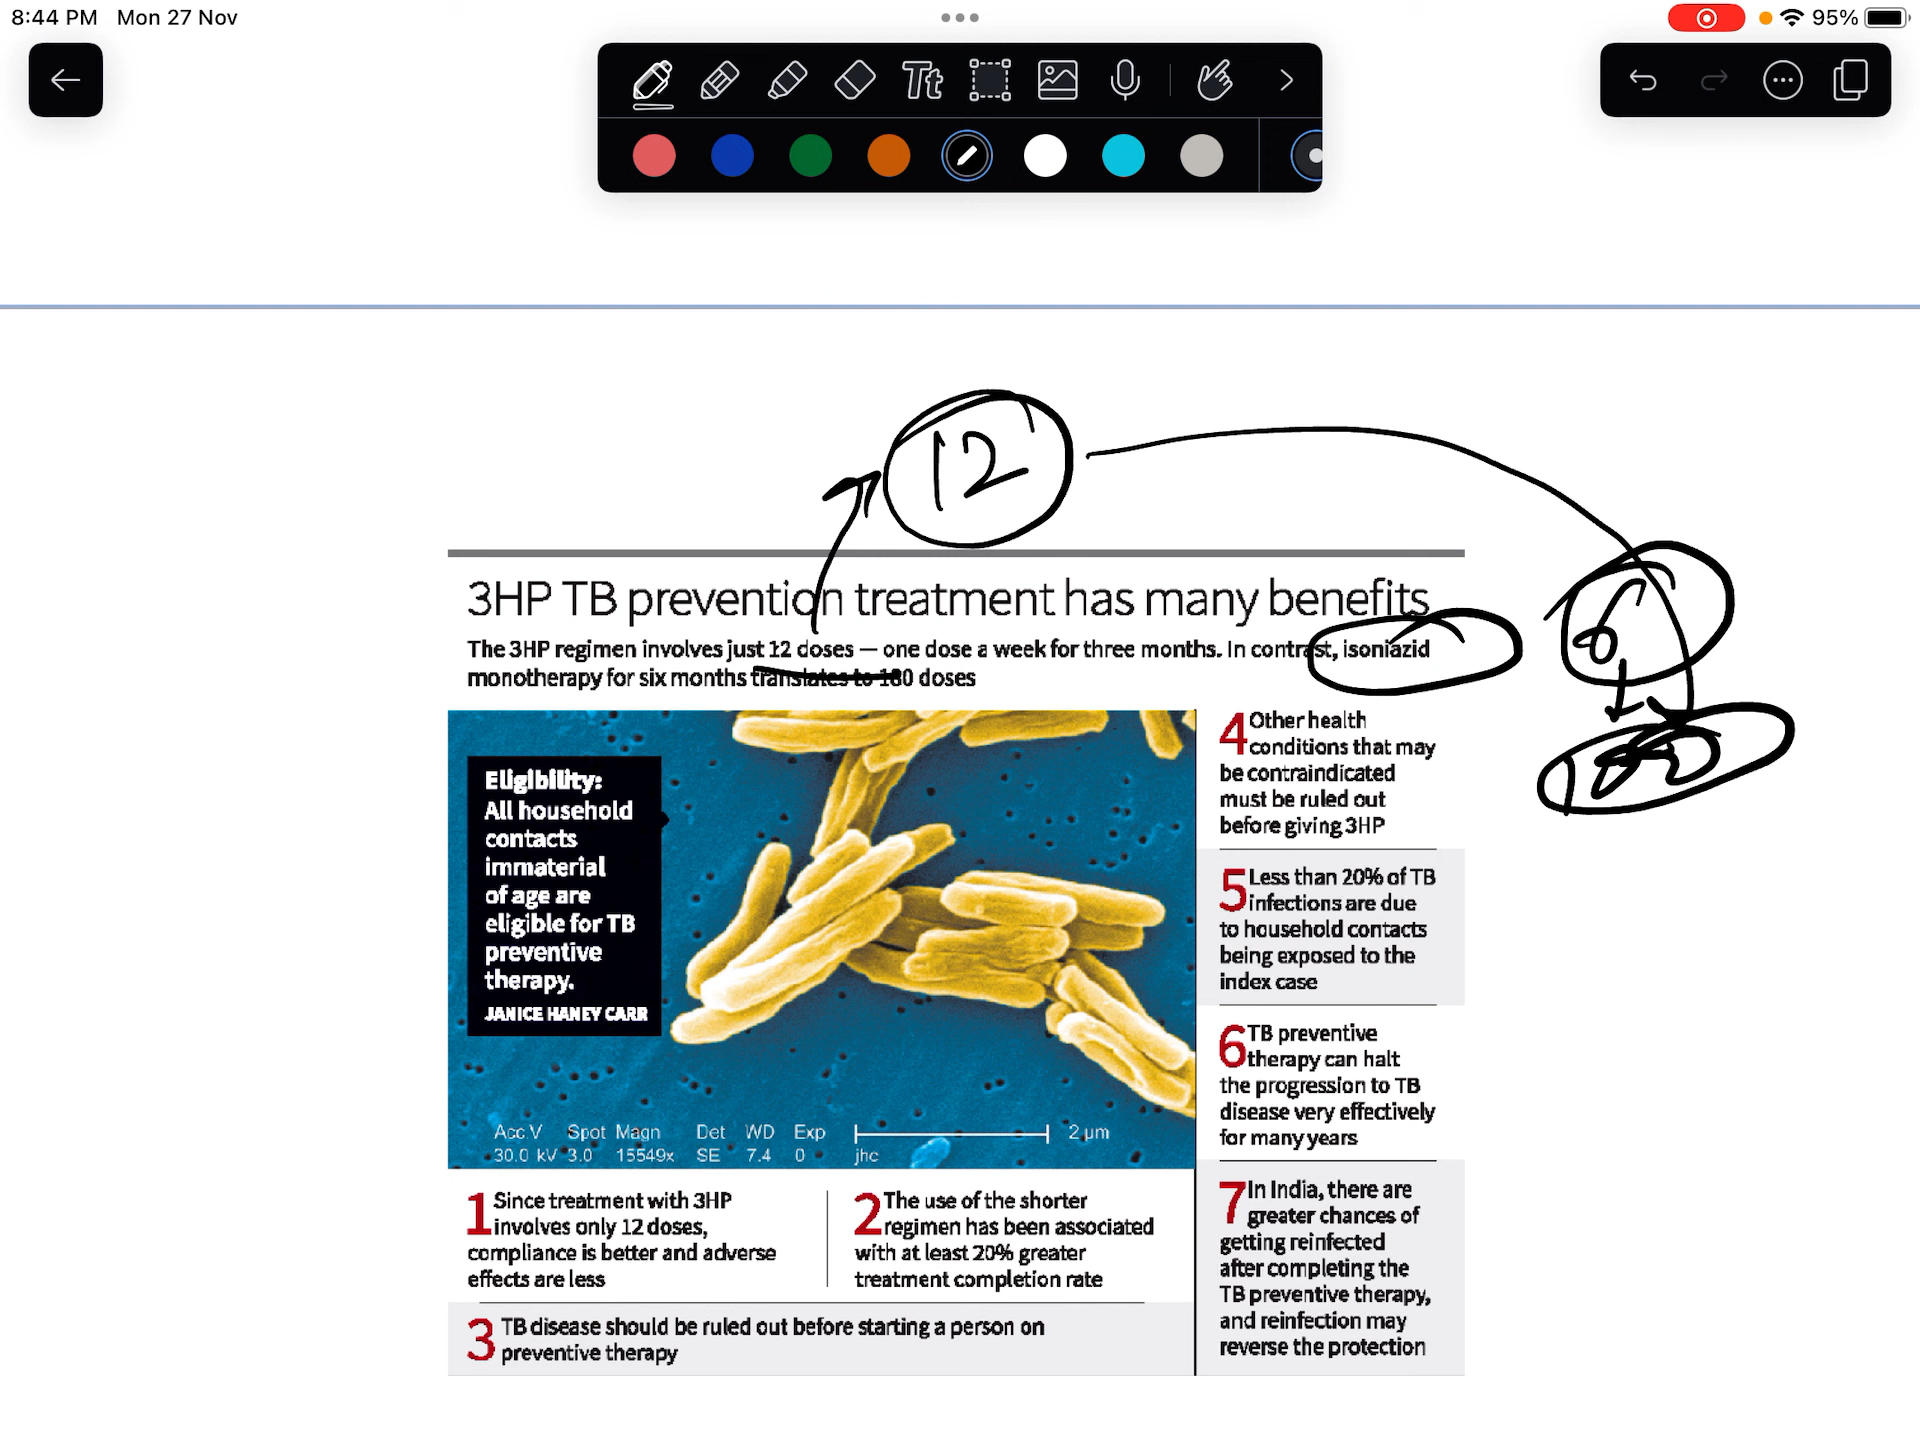 8:44 PM Mon 27 Nov
95%
Tt
12
6
3HP TB prevention treatment has many benefits
The 3HP regimen involves just 12 doses — one dose a week for three months. In contrast, isoniazid
monotherapy for six months translates to 180 doses
Eligibility:
All household
contacts
immaterial
of age are
eligible for TB
preventive
therapy.
JANICE HANEY CARR
Acc.V Spot Magn Det WD Exp
30.0 kV 3.0 15549x SE 7.4 0 jhc
2 µm
1 Since treatment with 3HP
involves only 12 doses,
compliance is better and adverse
effects are less
2 The use of the shorter
regimen has been associated
with at least 20% greater
treatment completion rate
3 TB disease should be ruled out before starting a person on
preventive therapy
4 Other health
conditions that may
be contraindicated
must be ruled out
before giving 3HP
5 Less than 20% of TB
infections are due
to household contacts
being exposed to the
index case
6 TB preventive
therapy can halt
the progression to TB
disease very effectively
for many years
7 In India, there are
greater chances of
getting reinfected
after completing the
TB preventive therapy,
and reinfection may
reverse the protection